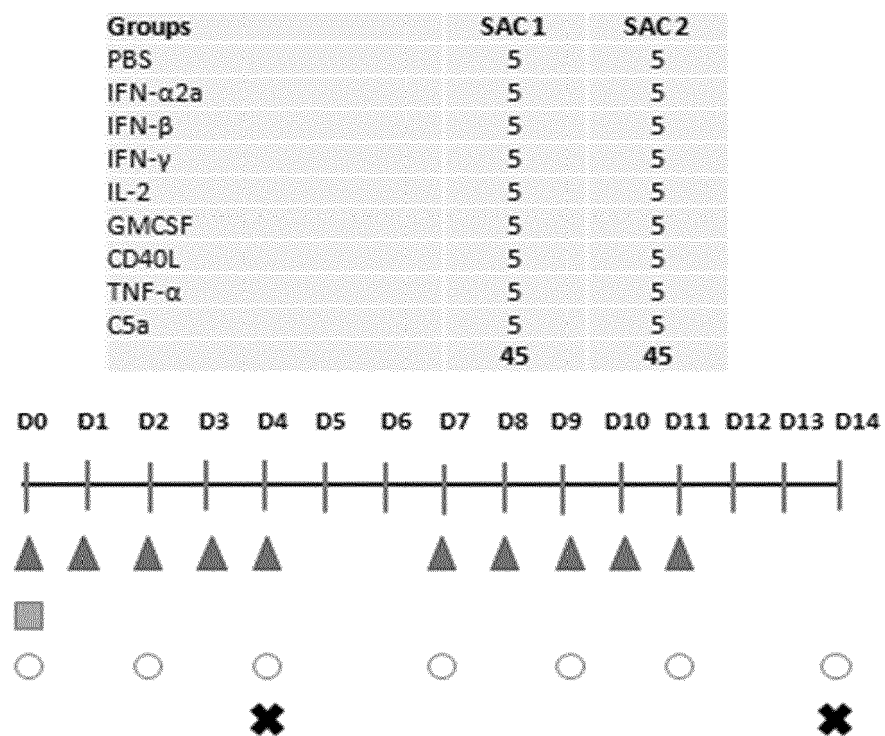 Groups SAC 1 SAC 2
PBS 5 5
IFN-α2a 5 5
IFN-β 5 5
IFN-γ 5 5
IL-2 5 5
GMCSF 5 5
CD40L 5 5
TNF-α 5 5
C5a 5 5
45 45
D0 D1 D2 D3 D4 D5 D6 D7 D8 D9 D10 D11 D12 D13 D14